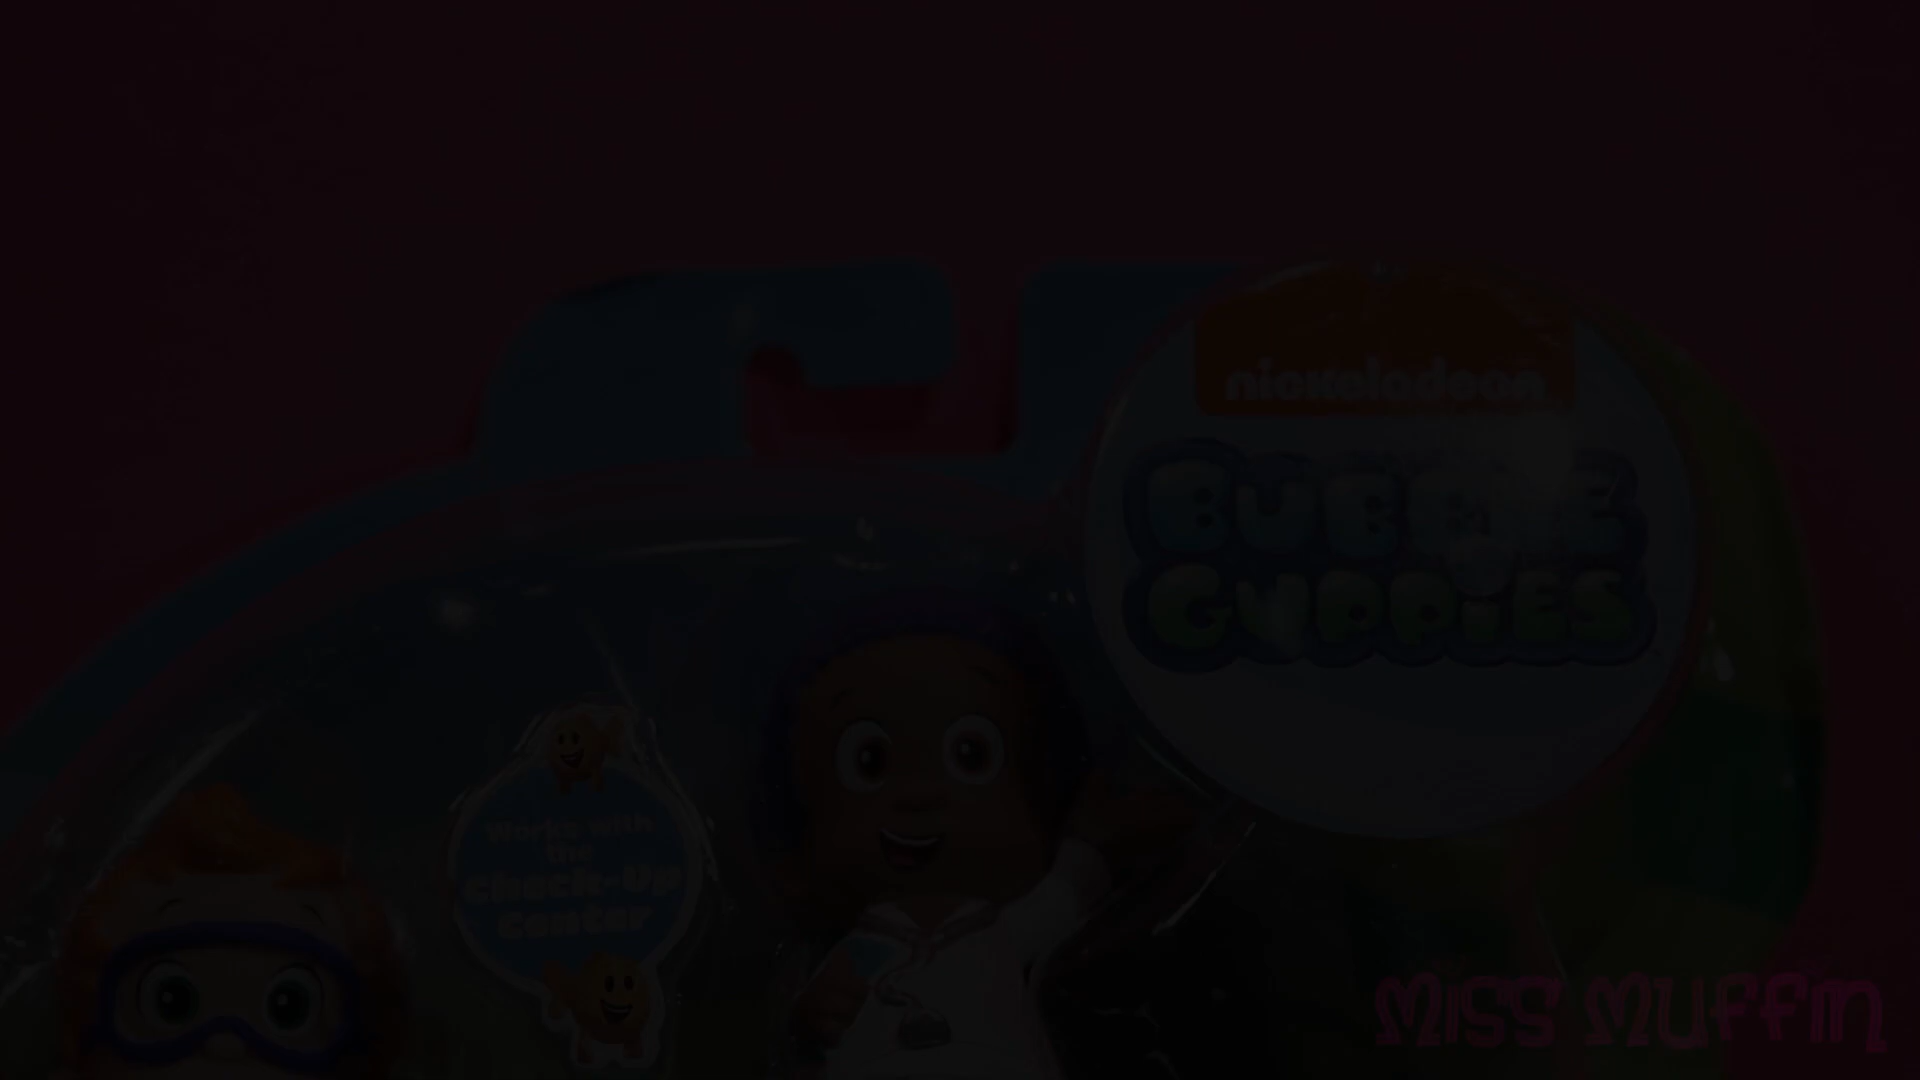 nickelodeon
BUBBLE
GUPPIES
Works with
the
Check-Up
Center
Miss Muffin